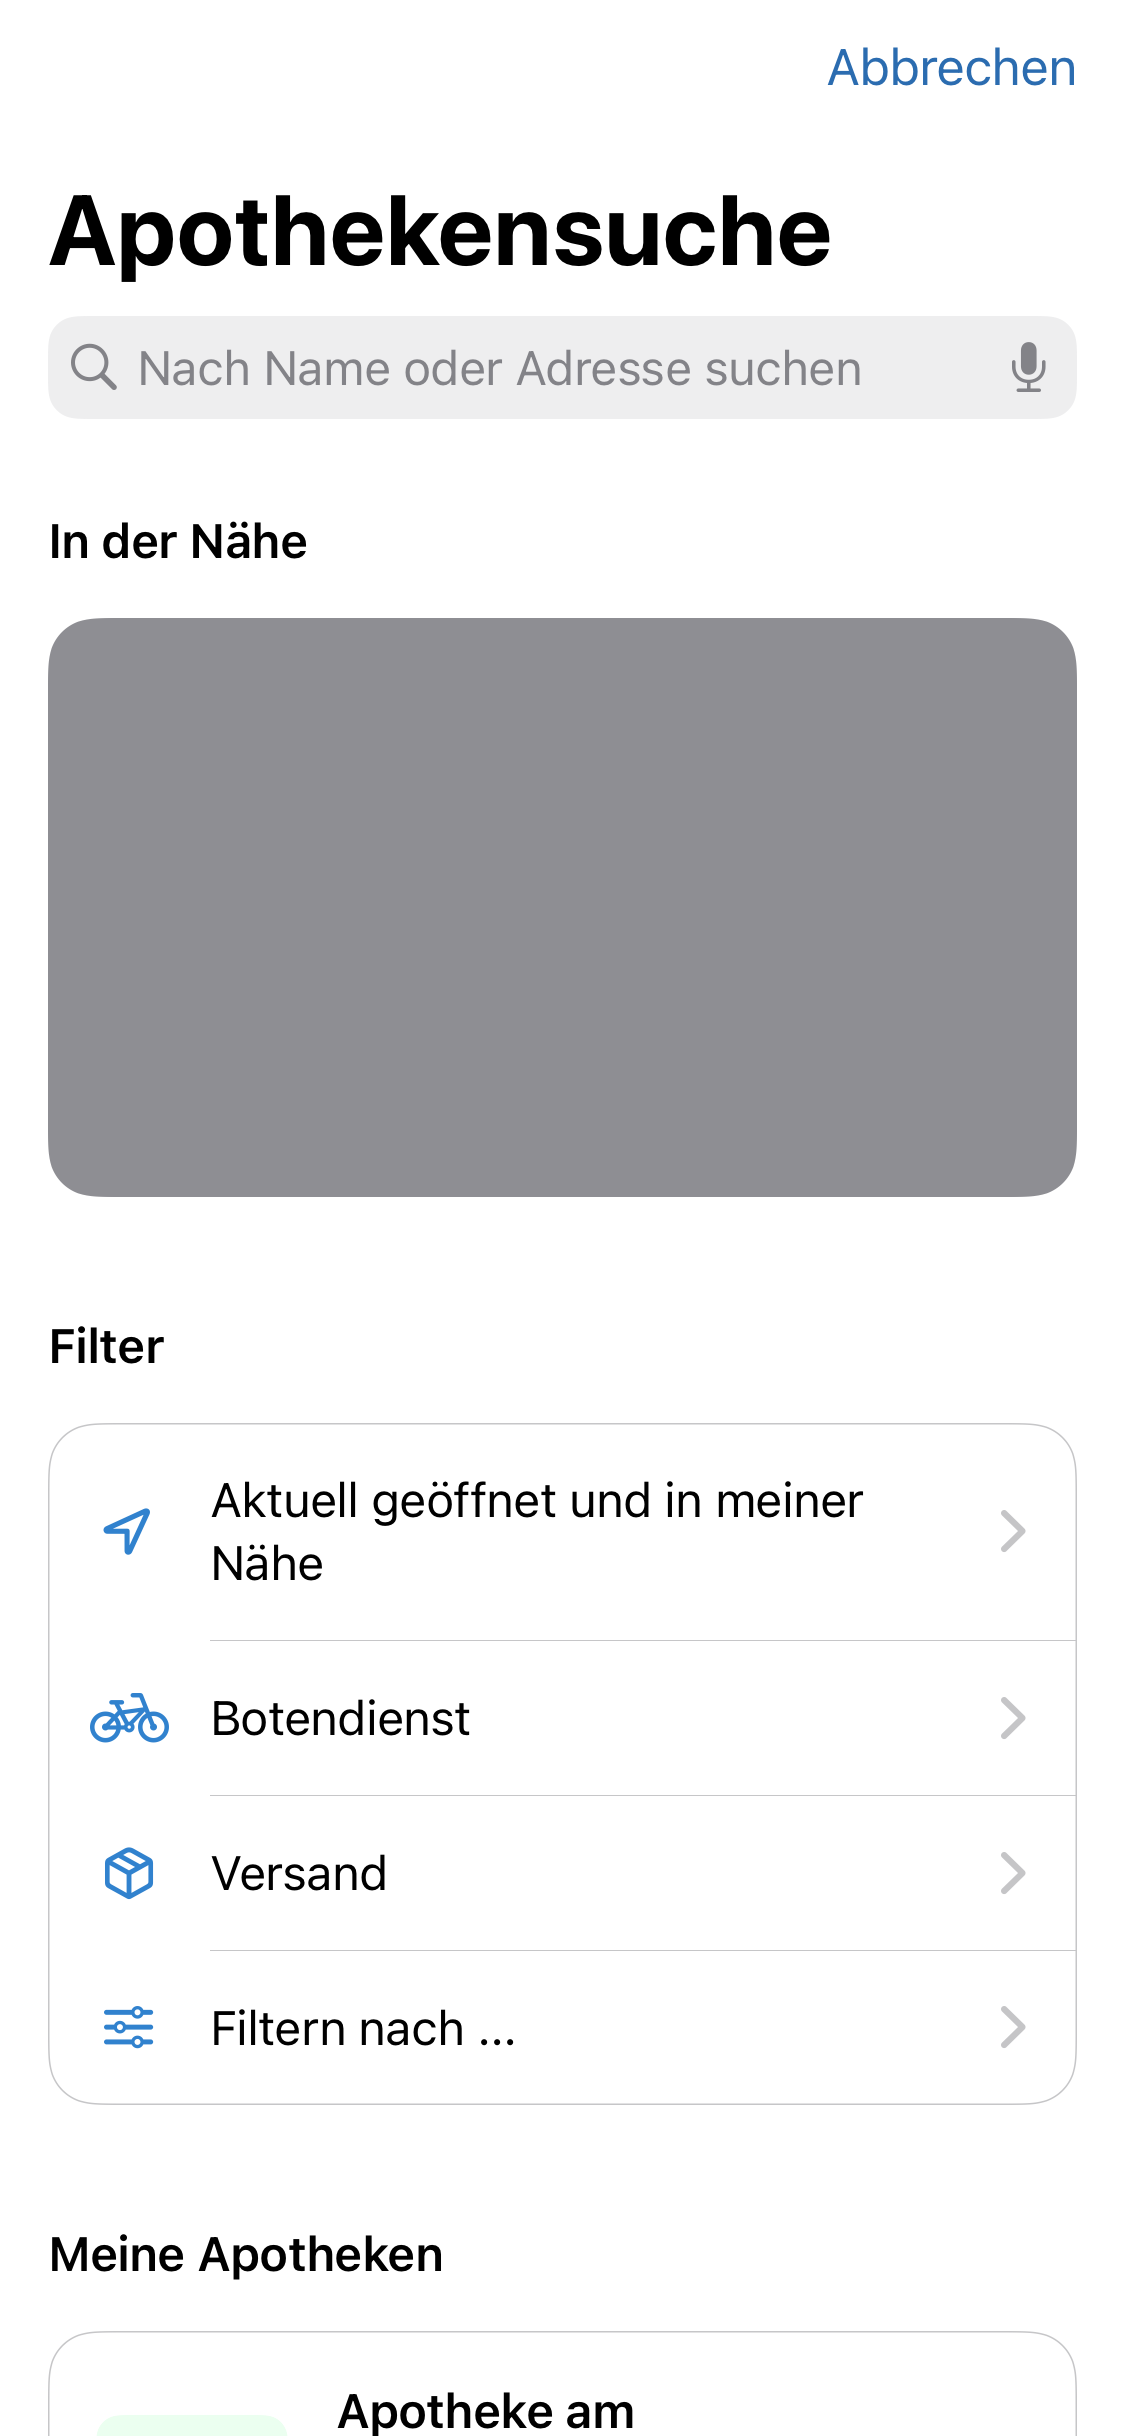 Abbrechen
Apothekensuche
Nach Name oder Adresse suchen
In der Nähe
Filter
Aktuell geöffnet und in meiner
Nähe
Botendienst
Versand
Filtern nach ...
Meine Apotheken
Apotheke am